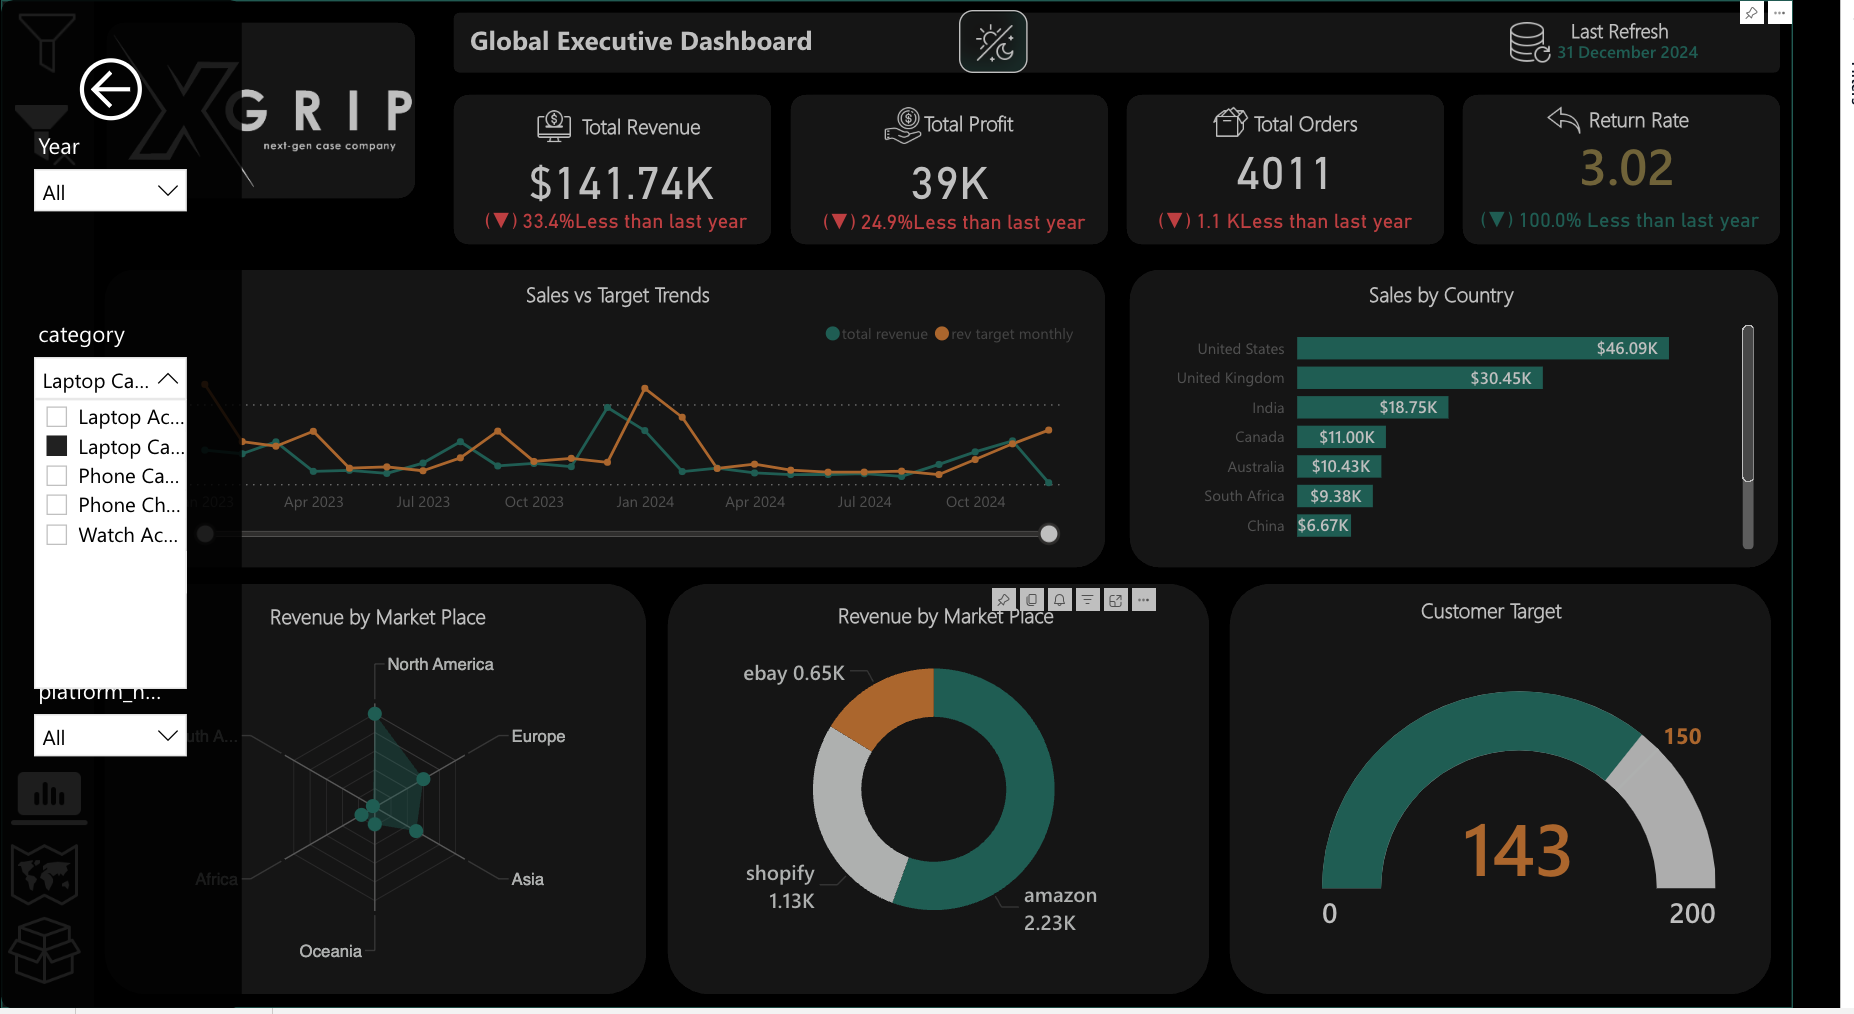 Global Executive Dashboard
Last Refresh
31 December 2024
GRIP
next-gen case company
Year
All
Total Revenue
$141.74K
(▼) 33.4%Less than last year
Total Profit
39K
(▼) 24.9%Less than last year
Total Orders
4011
(▼) 1.1 KLess than last year
Return Rate
3.02
(▼) 100.0% Less than last year
category
Laptop Ca...
Laptop Ac...
Laptop Ca...
Phone Ca...
Phone Ch...
Watch Ac...
platform_n...
All
Sales vs Target Trends
total revenue
rev target monthly
2023
Apr 2023
Jul 2023
Oct 2023
Jan 2024
Apr 2024
Jul 2024
Oct 2024
Sales by Country
United States $46.09K
United Kingdom $30.45K
India $18.75K
Canada $11.00K
Australia $10.43K
South Africa $9.38K
China $6.67K
Revenue by Market Place
North America
Europe
Asia
Oceania
Africa
Revenue by Market Place
ebay 0.65K
shopify
1.13K
amazon
2.23K
Customer Target
150
143
0
200